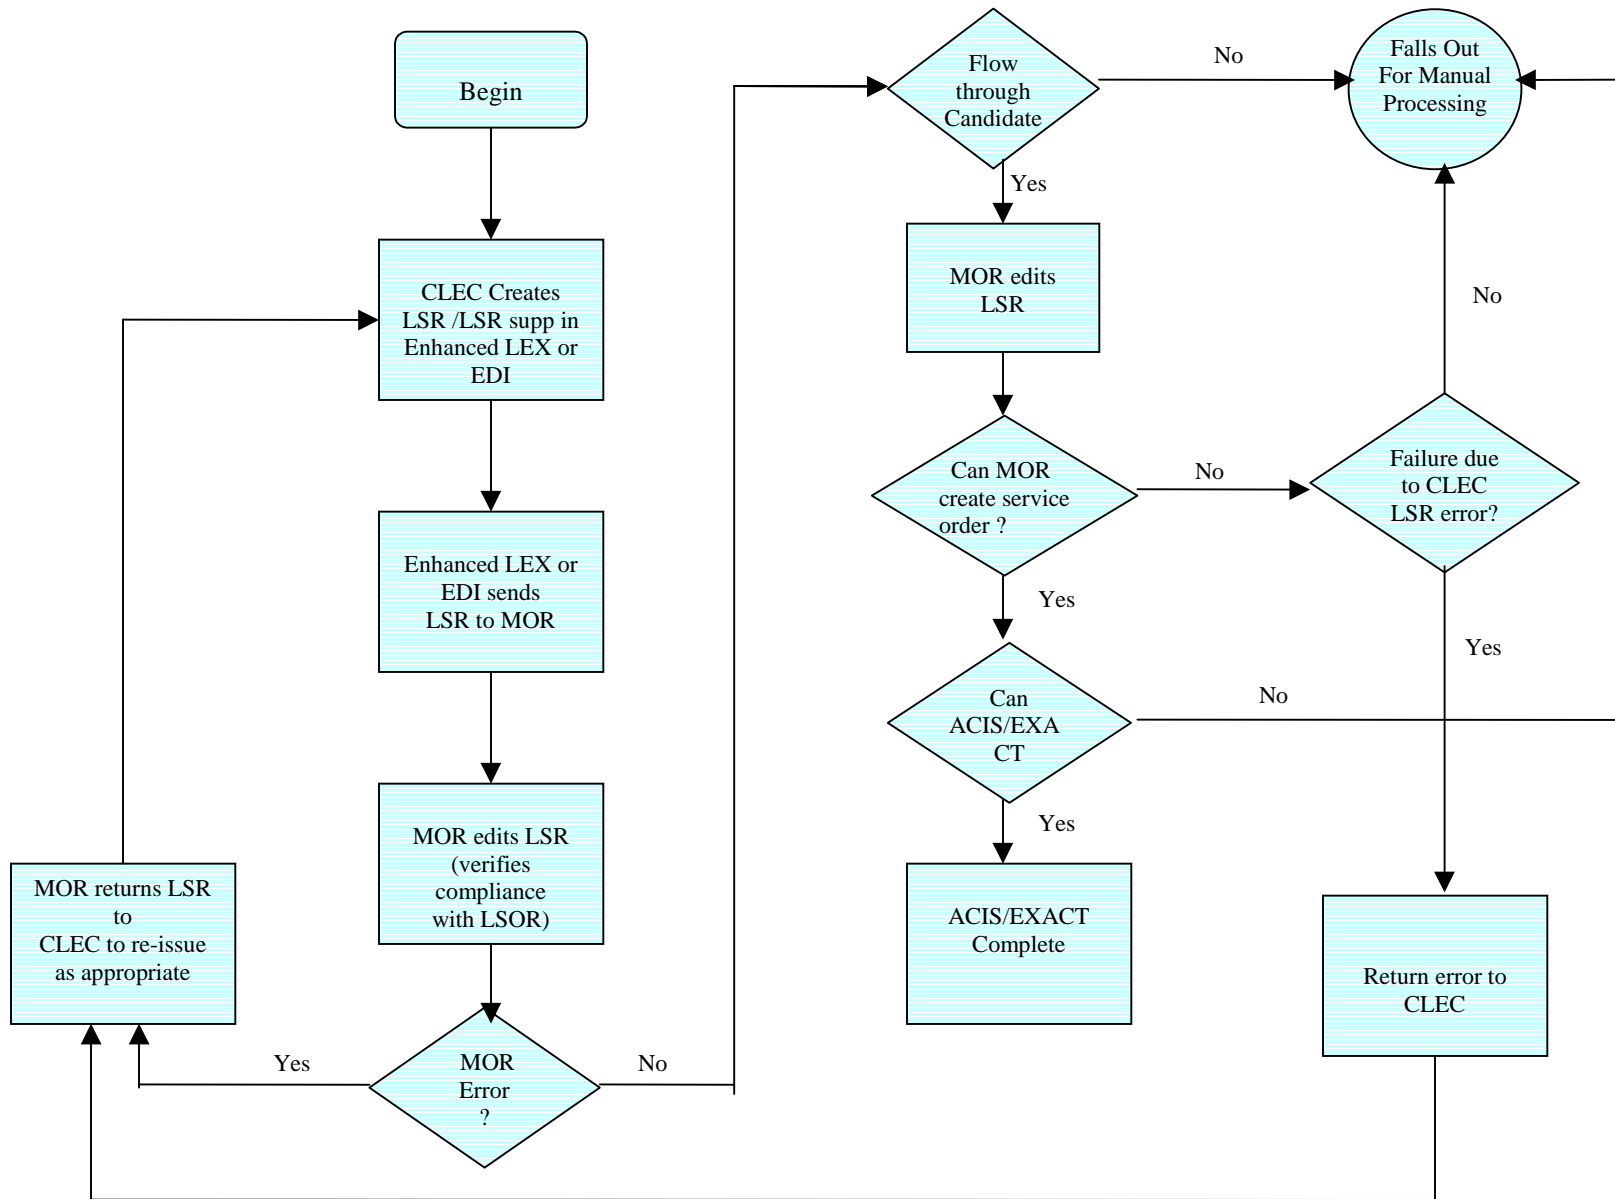 Begin
CLEC Creates
LSR /LSR supp in
Enhanced LEX or
EDI
Enhanced LEX or
EDI sends
LSR to MOR
MOR edits LSR
(verifies
compliance
with LSOR)
MOR returns LSR
to
CLEC to re-issue
as appropriate
MOR
Error
?
Yes
No
Flow
through
Candidate
No
Yes
Falls Out
For Manual
Processing
MOR edits
LSR
No
Can MOR
create service
order ?
No
Failure due
to CLEC
LSR error?
Yes
Yes
Can
ACIS/EXA
CT
No
Yes
ACIS/EXACT
Complete
Return error to
CLEC